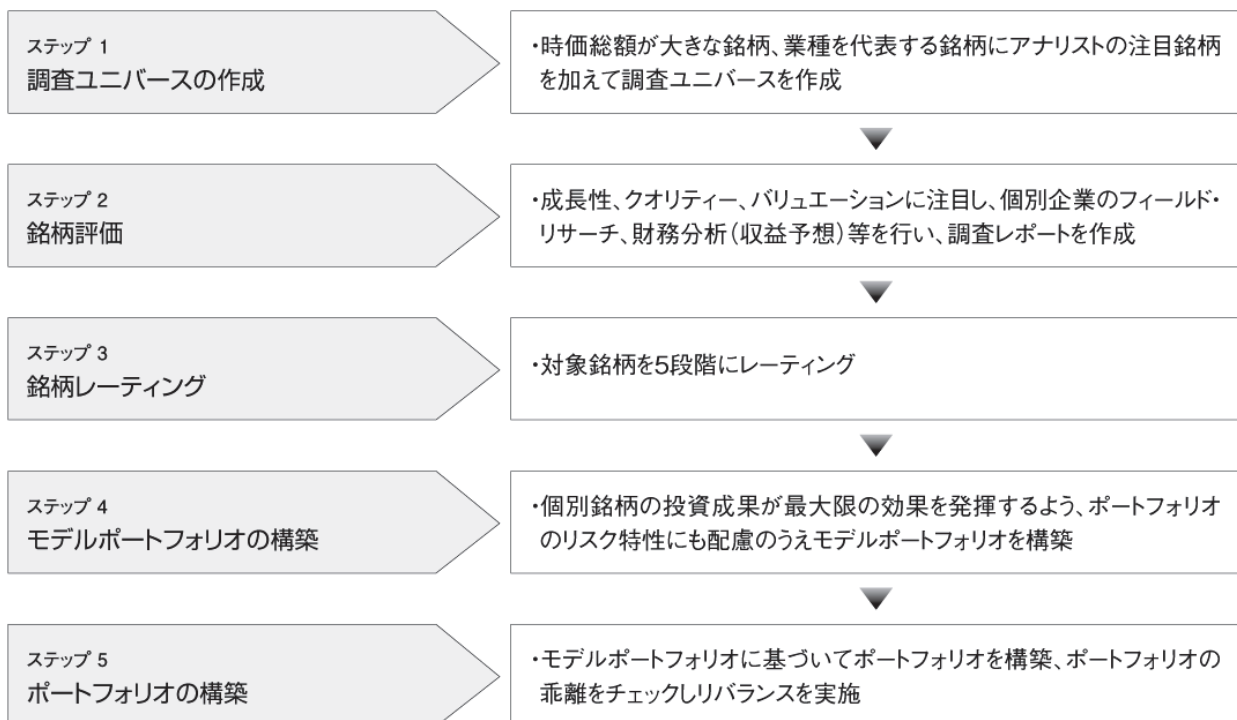 ステップ 1
調査ユニバースの作成
・時価総額が大きな銘柄、業種を代表する銘柄にアナリストの注目銘柄
を加えて調査ユニバースを作成
ステップ 2
銘柄評価
・成長性、クオリティー、バリュエーションに注目し、個別企業のフィールド・
リサーチ、財務分析(収益予想)等を行い、調査レポートを作成
ステップ 3
銘柄レーティング
・対象銘柄を5段階にレーティング
ステップ 4
モデルポートフォリオの構築
・個別銘柄の投資成果が最大限の効果を発揮するよう、ポートフォリオ
のリスク特性にも配慮のうえモデルポートフォリオを構築
ステップ 5
ポートフォリオの構築
・モデルポートフォリオに基づいてポートフォリオを構築、ポートフォリオの
乖離をチェックしリバランスを実施